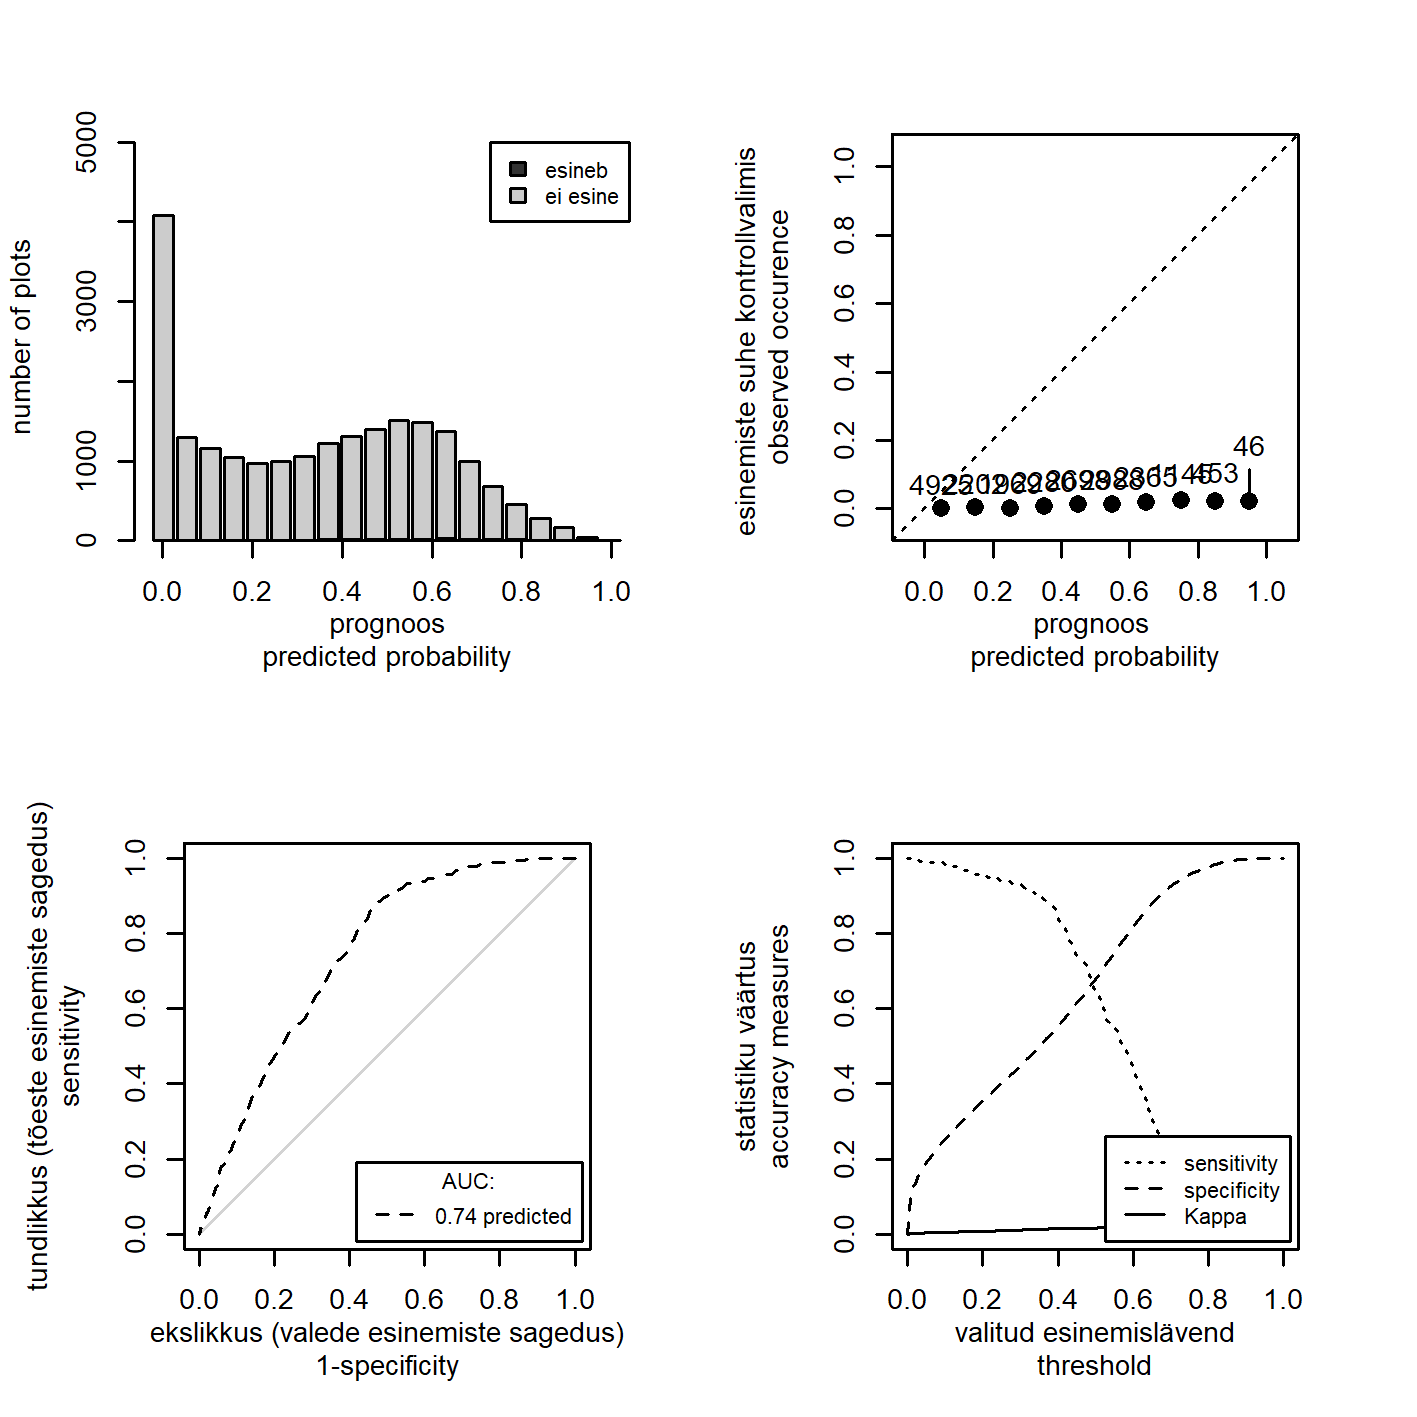 number of plots
5000
3000
1000
0
esineb
ei esine
0.0 0.2 0.4 0.6 0.8 1.0
prognoos
predicted probability
esinemiste suhe kontrollvalimis
observed occurence
1.0
0.8
0.6
0.4
0.2
0.0
46
453
0.0 0.2 0.4 0.6 0.8 1.0
prognoos
predicted probability
tundlikkus (tõeste esinemiste sagedus)
sensitivity
1.0
0.8
0.6
0.4
0.2
0.0
AUC:
0.74 predicted
0.0 0.2 0.4 0.6 0.8 1.0
ekslikkus (valede esinemiste sagedus)
1-specificity
statistiku väärtus
accuracy measures
1.0
0.8
0.6
0.4
0.2
0.0
sensitivity
specificity
Kappa
0.0 0.2 0.4 0.6 0.8 1.0
valitud esinemislävend
threshold